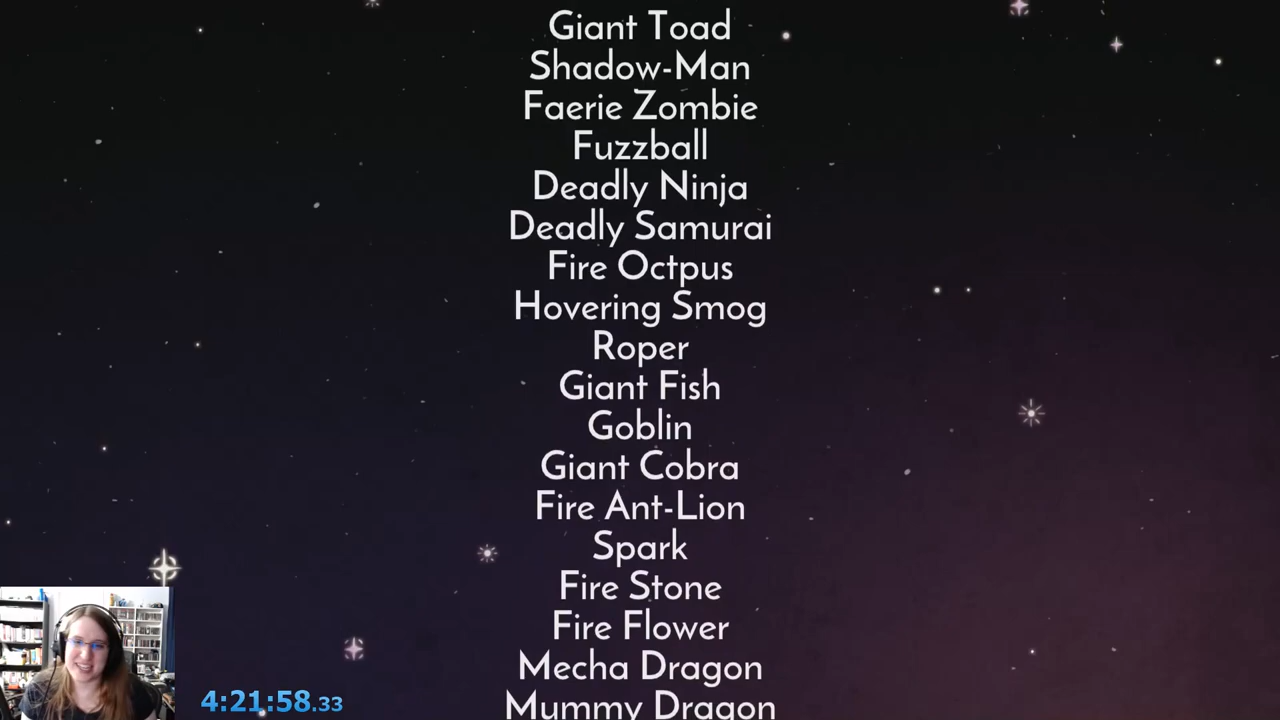 Giant Toad
Shadow-Man
Faerie Zombie
Fuzzball
Deadly Ninja
Deadly Samurai
Fire Octpus
Hovering Smog
Roper
Giant Fish
Goblin
Giant Cobra
Fire Ant-Lion
Spark
Fire Stone
Fire Flower
Mecha Dragon
Mummy Dragon
4:21:58.33